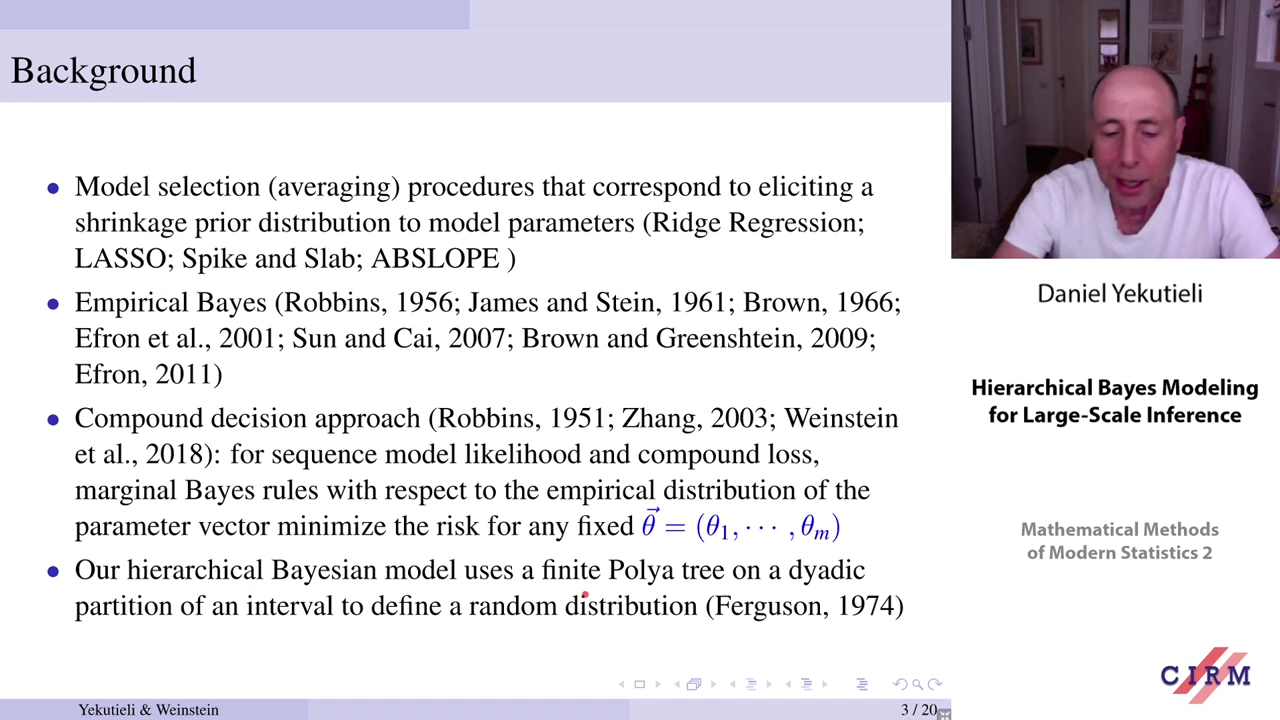 Background
• Model selection (averaging) procedures that correspond to eliciting a
shrinkage prior distribution to model parameters (Ridge Regression;
LASSO; Spike and Slab; ABSLOPE )
• Empirical Bayes (Robbins, 1956; James and Stein, 1961; Brown, 1966;
Efron et al., 2001; Sun and Cai, 2007; Brown and Greenshtein, 2009;
Efron, 2011)
• Compound decision approach (Robbins, 1951; Zhang, 2003; Weinstein
et al., 2018): for sequence model likelihood and compound loss,
marginal Bayes rules with respect to the empirical distribution of the
parameter vector minimize the risk for any fixed $\vec{\theta} = (\theta_1, \cdots, \theta_m)$
• Our hierarchical Bayesian model uses a finite Polya tree on a dyadic
partition of an interval to define a random distribution (Ferguson, 1974)
Yekutieli & Weinstein
3 / 20
Daniel Yekutieli
Hierarchical Bayes Modeling
for Large-Scale Inference
Mathematical Methods
of Modern Statistics 2
CIRM